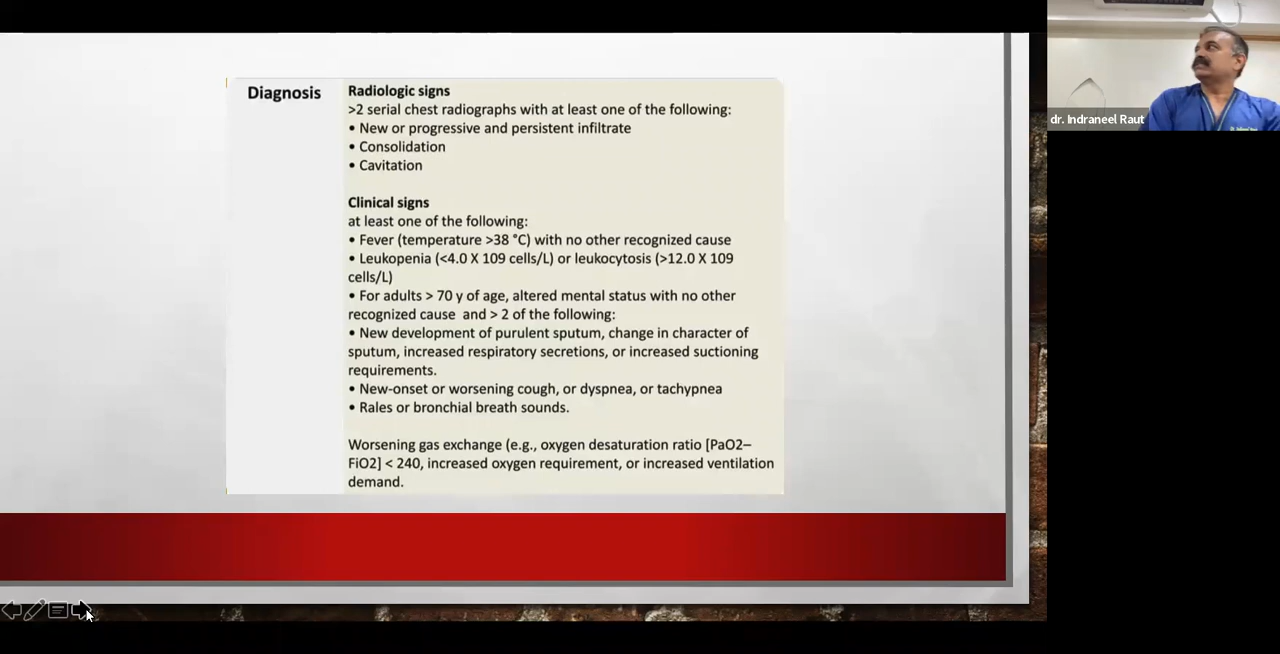 Diagnosis
Radiologic signs
>2 serial chest radiographs with at least one of the following:
• New or progressive and persistent infiltrate
• Consolidation
• Cavitation
Clinical signs
at least one of the following:
• Fever (temperature >38 °C) with no other recognized cause
• Leukopenia (<4.0 X 109 cells/L) or leukocytosis (>12.0 X 109
cells/L)
• For adults > 70 y of age, altered mental status with no other
recognized cause and > 2 of the following:
• New development of purulent sputum, change in character of
sputum, increased respiratory secretions, or increased suctioning
requirements.
• New-onset or worsening cough, or dyspnea, or tachypnea
• Rales or bronchial breath sounds.
Worsening gas exchange (e.g., oxygen desaturation ratio [PaO2–
FiO2] < 240, increased oxygen requirement, or increased ventilation
demand.
dr. Indraneel Raut